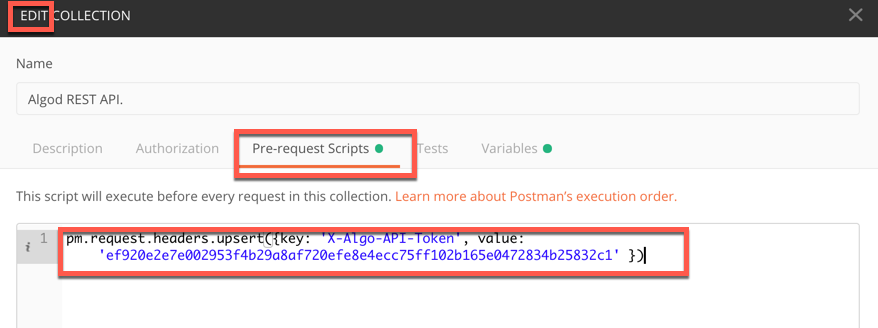 EDIT COLLECTION
Name
Algod REST API.
Description Authorization Pre-request Scripts Tests Variables
This script will execute before every request in this collection. Learn more about Postman's execution order.
i 1 pm.request.headers.upsert({key: 'X-Algo-API-Token', value:
'ef920e2e7e002953f4b29a8af720efe8e4ecc75ff102b165e0472834b25832c1' })